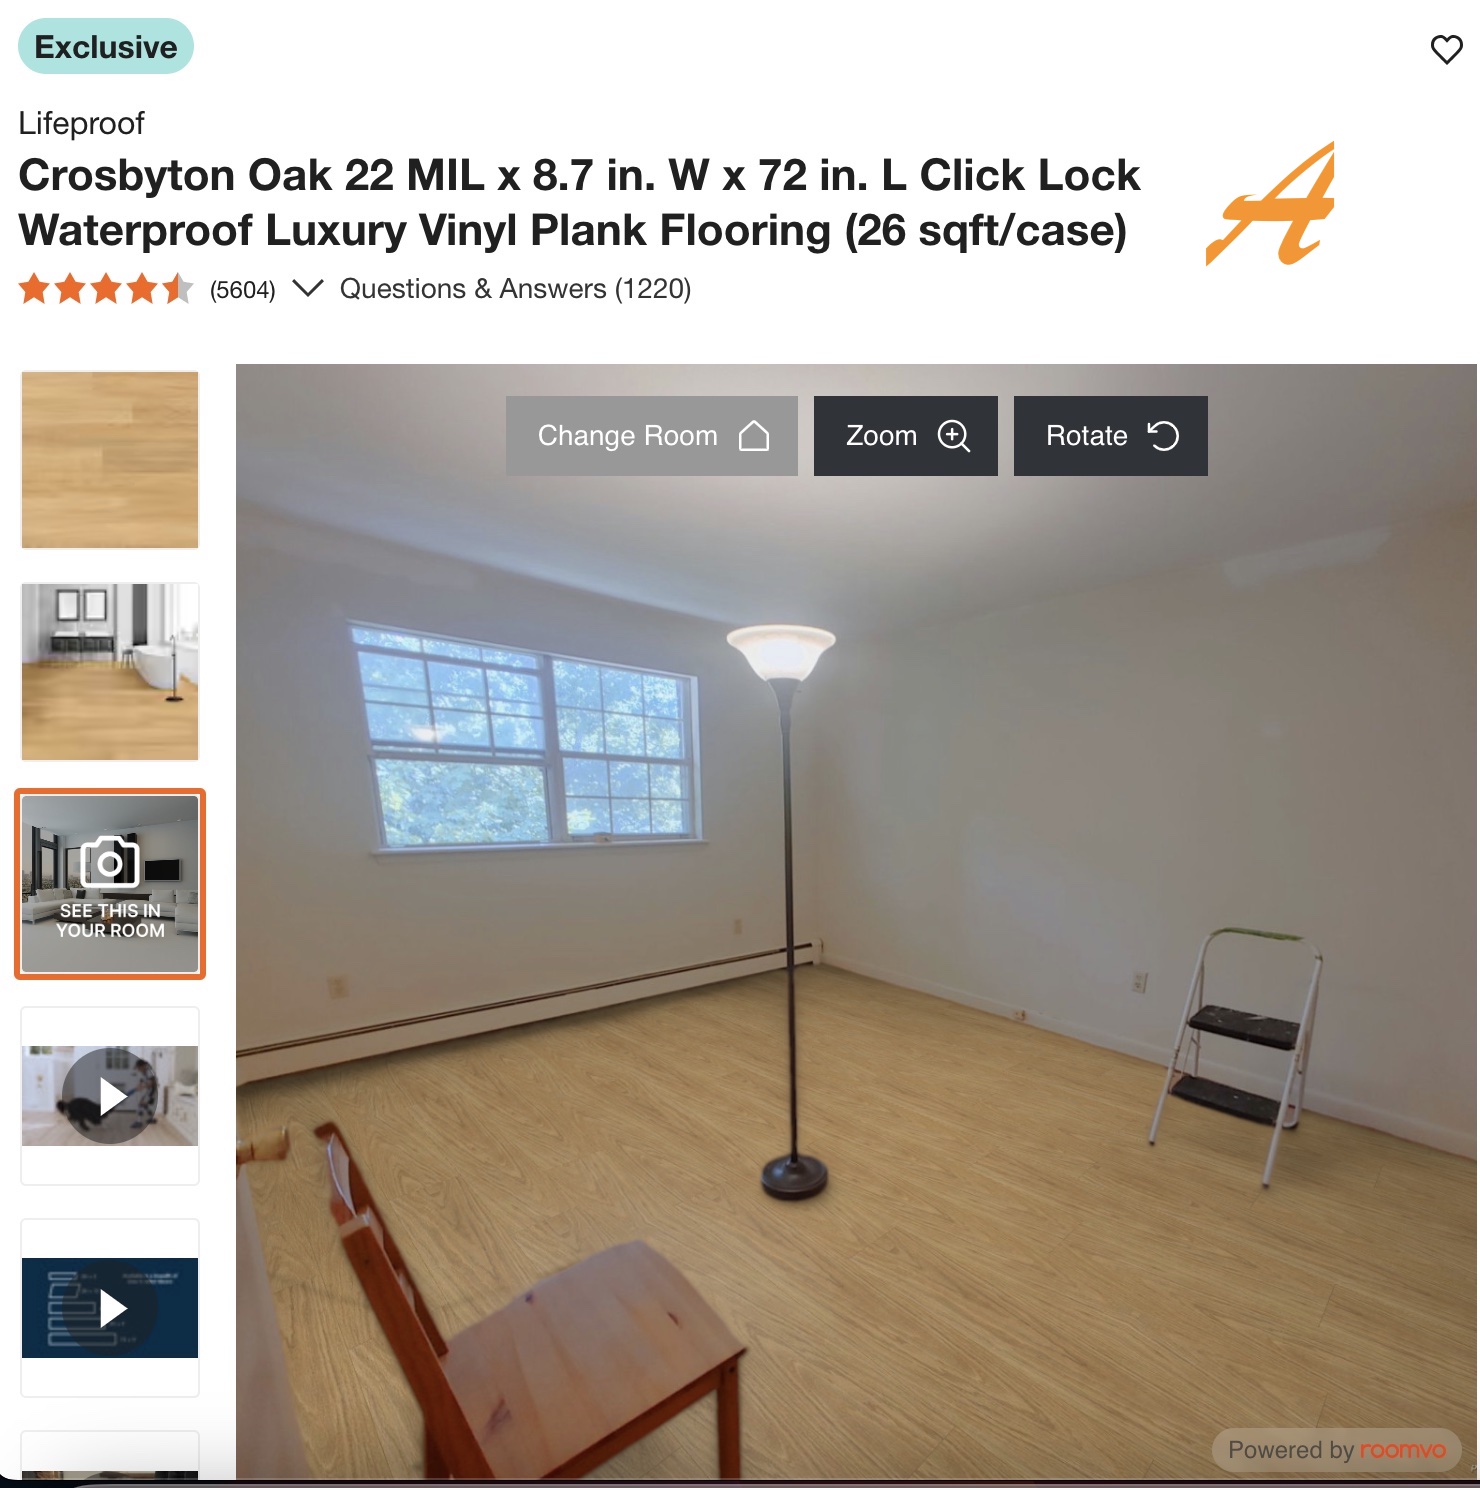 Exclusive
Lifeproof
Crosbyton Oak 22 MIL x 8.7 in. W x 72 in. L Click Lock
Waterproof Luxury Vinyl Plank Flooring (26 sqft/case)
(5604)
Questions & Answers (1220)
Change Room
Zoom
Rotate
SEE THIS IN
YOUR ROOM
Powered by roomvo